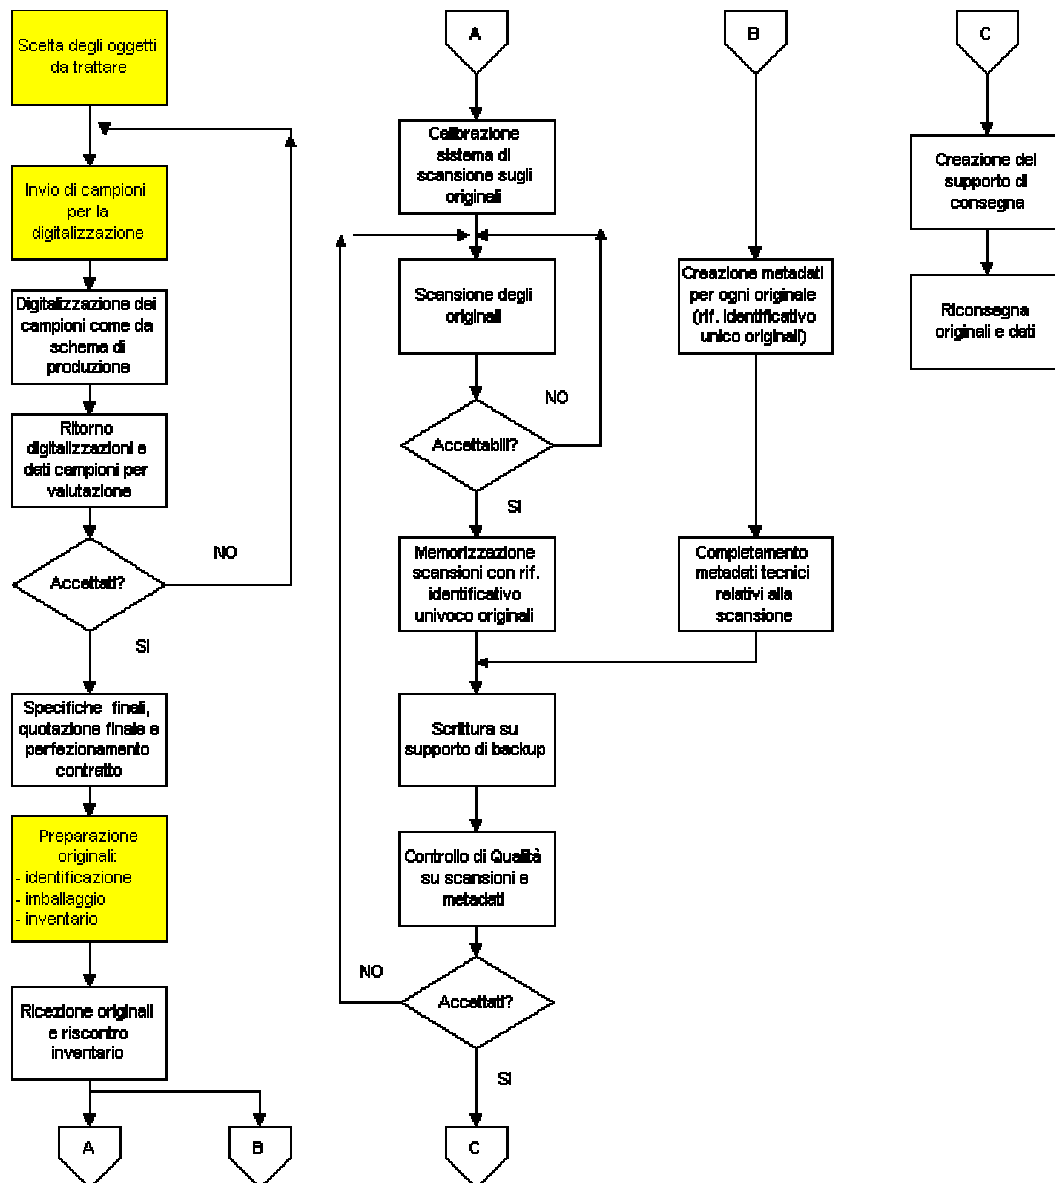 Scelta degli oggetti
da trattare
Invio di campioni
per la
digitalizzazione
Digitalizzazione dei
campioni come da
schema di
produzione
Ritorno
digitalizzazioni e
dati campioni per
valutazione
Accettati?
NO
SI
Specifiche finali,
quotazione finale e
perfezionamento
contratto
Preparazione
originali:
- identificazione
- imballaggio
- inventario
Ricezione originali
e riscontro
inventario
A
B
A
Calibrazione
sistema di
scansione sugli
originali
Scansione degli
originali
NO
Accettabili?
SI
Memorizzazione
scansioni con rif.
identificativo
univoco originali
Scrittura su
supporto di backup
Controllo di Qualità
su scansioni e
metadati
NO
Accettati?
SI
C
B
Creazione metadati
per ogni originale
(rif. identificativo
unico originali)
Completamento
metadati tecnici
relativi alla
scansione
C
Creazione del
supporto di
consegna
Riconsegna
originali e dati